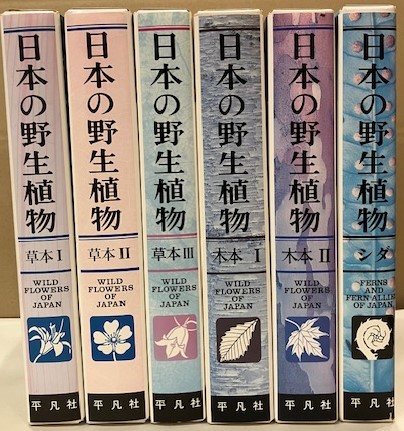 日本の野生植物
草本 I
WILD
FLOWERS
OF
JAPAN
平凡社
日本の野生植物
草本 II
WILD
FLOWERS
OF
JAPAN
平凡社
日本の野生植物
草本 III
WILD
FLOWERS
OF
JAPAN
平凡社
日本の野生植物
木本 I
WILD
FLOWERS
OF
JAPAN
平凡社
日本の野生植物
木本 II
WILD
FLOWERS
OF
JAPAN
平凡社
日本の野生植物
シダ
FERNS
AND
FERN ALLIES
OF JAPAN
平凡社